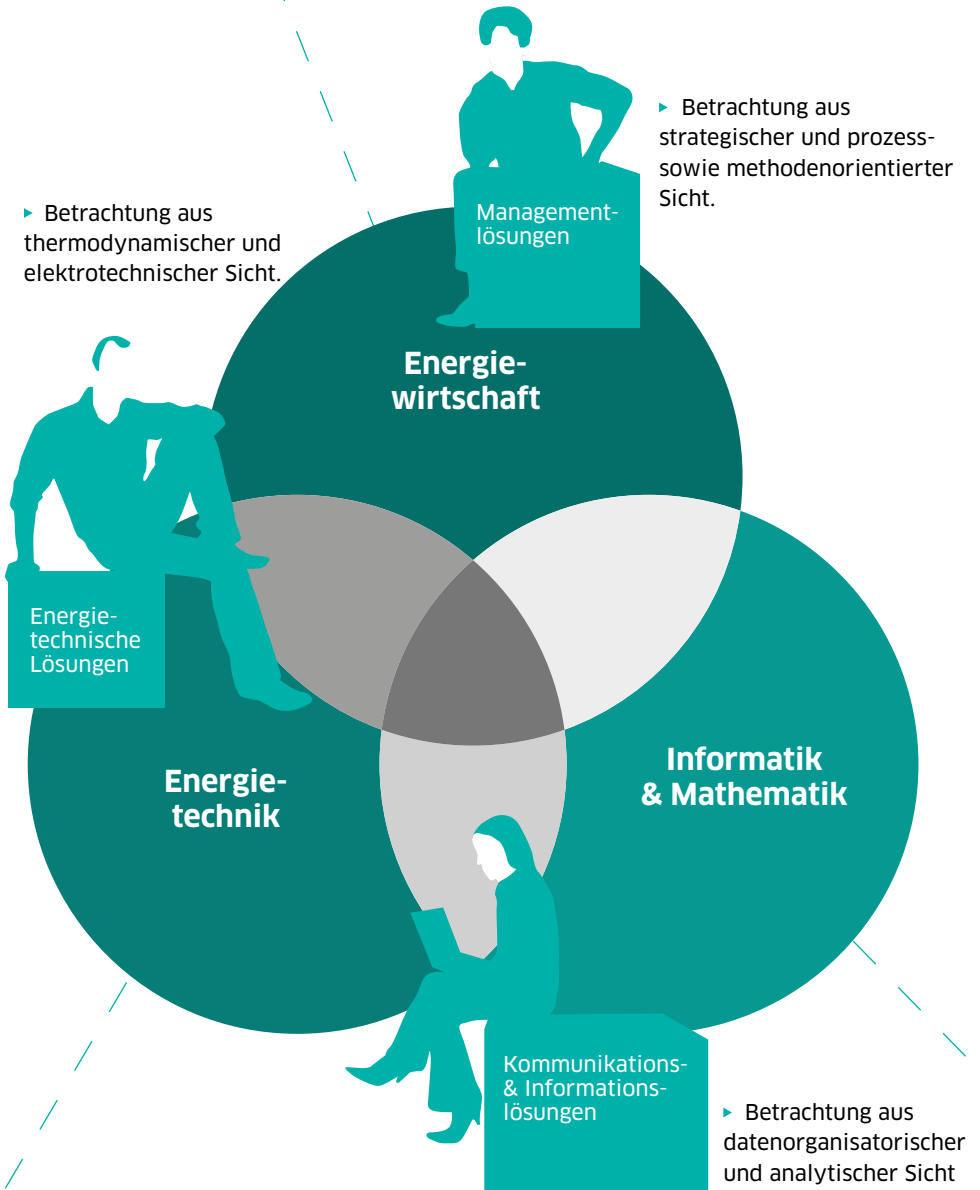 ▸ Betrachtung aus
strategischer und prozess-
sowie methodenorientierter
Sicht.
Management-
lösungen
▸ Betrachtung aus
thermodynamischer und
elektrotechnischer Sicht.
Energie-
wirtschaft
Energie-
technische
Lösungen
Energie-
technik
Informatik
& Mathematik
Kommunikations-
& Informations-
lösungen
▸ Betrachtung aus
datenorganisatorischer
und analytischer Sicht